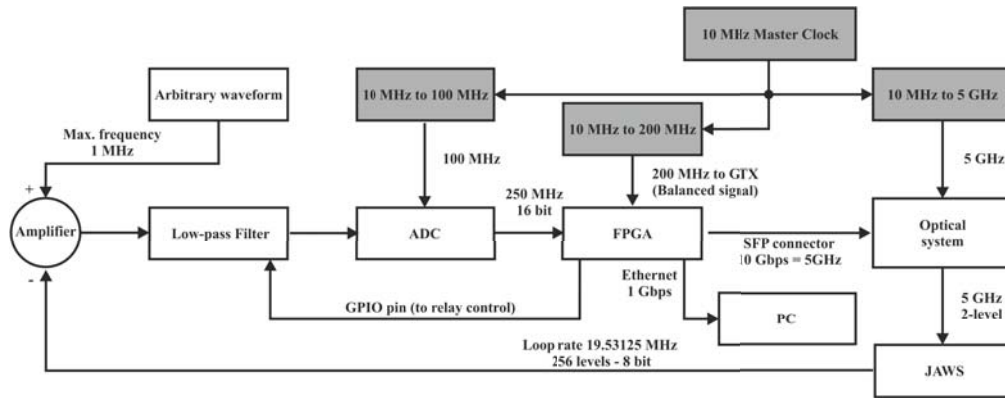 10 MHz Master Clock
Arbitrary waveform
10 MHz to 100 MHz
10 MHz to 5 GHz
10 MHz to 200 MHz
Max. frequency
1 MHz
100 MHz
200 MHz to GTX
(Balanced signal)
5 GHz
+
250 MHz
16 bit
Amplifier
Low-pass Filter
ADC
FPGA
Optical
system
SFP connector
10 Gbps = 5GHz
-
Ethernet
1 Gbps
GPIO pin (to relay control)
PC
5 GHz
2-level
Loop rate 19.53125 MHz
256 levels - 8 bit
JAWS